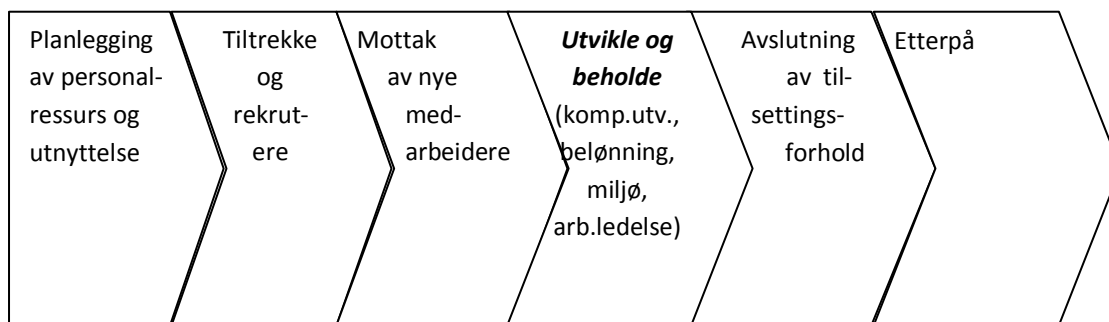 Planlegging
av personal-
ressurs og
utnyttelse
Tiltrekke
og
rekrut-
ere
Mottak
av nye
med-
arbeidere
Utvikle og
beholde
(komp.utv.,
belønning,
miljø,
arb.ledelse)
Avslutning
av til-
settings-
forhold
Etterpå